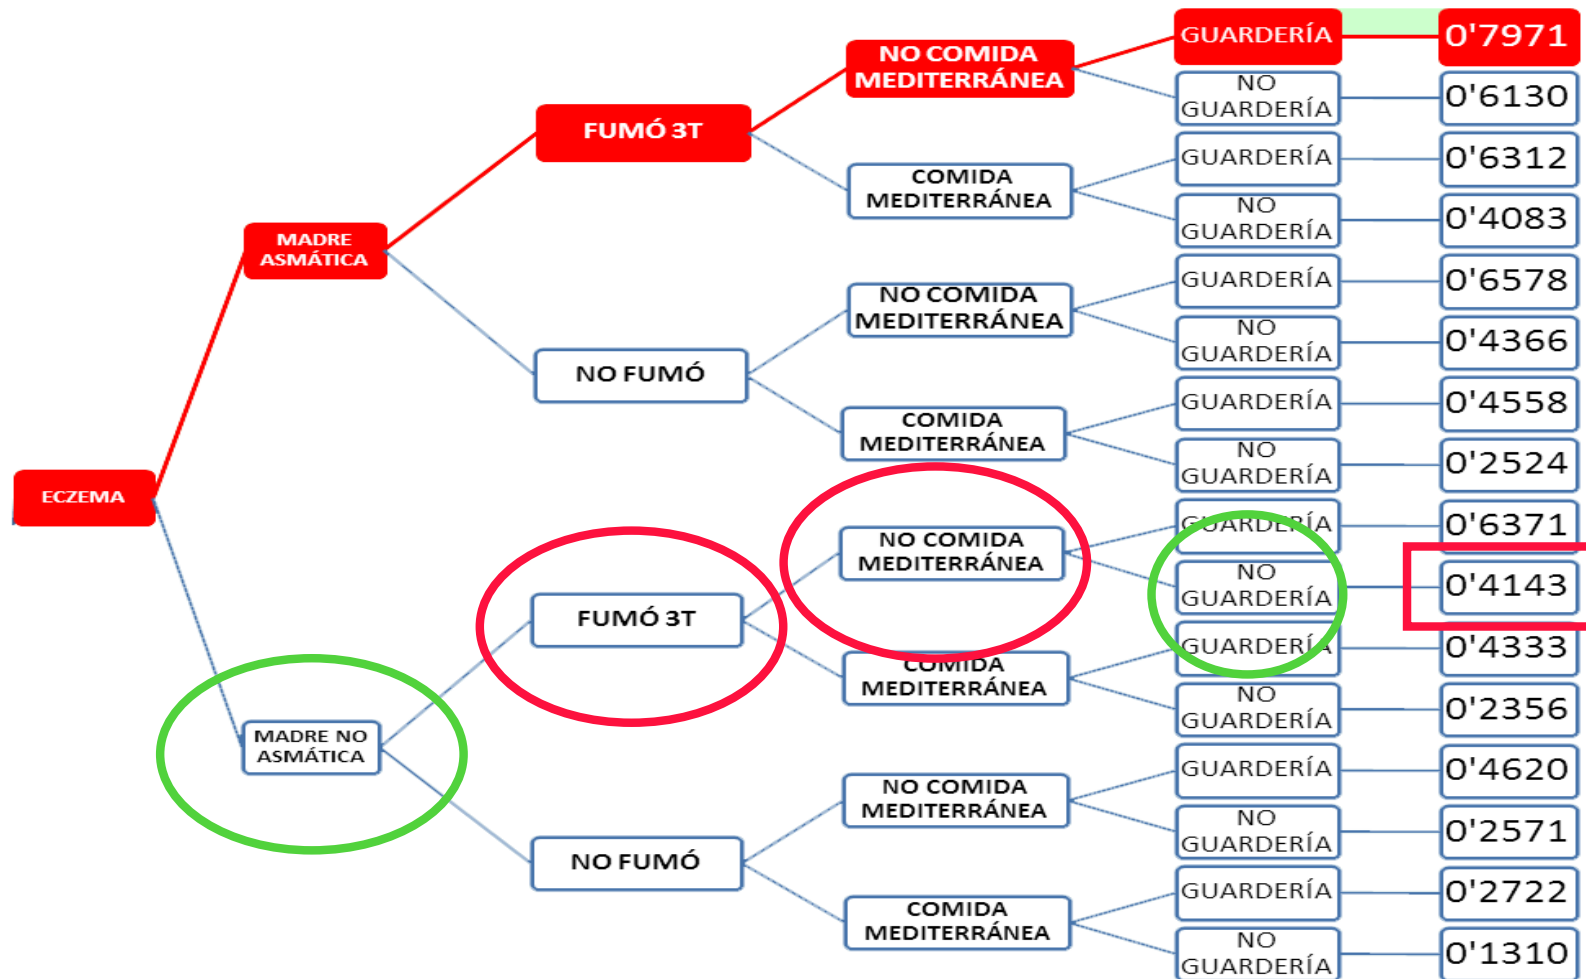 GUARDERÍA
0'7971
NO COMIDA
MEDITERRÁNEA
NO
GUARDERÍA
0'6130
FUMÓ 3T
GUARDERÍA
0'6312
COMIDA
MEDITERRÁNEA
NO
GUARDERÍA
0'4083
MADRE
ASMÁTICA
GUARDERÍA
0'6578
NO COMIDA
MEDITERRÁNEA
NO
GUARDERÍA
0'4366
NO FUMÓ
GUARDERÍA
0'4558
COMIDA
MEDITERRÁNEA
NO
GUARDERÍA
0'2524
ECZEMA
GUARDERÍA
0'6371
NO COMIDA
MEDITERRÁNEA
NO
GUARDERÍA
0'4143
FUMÓ 3T
GUARDERÍA
0'4333
COMIDA
MEDITERRÁNEA
NO
GUARDERÍA
0'2356
MADRE NO
ASMÁTICA
GUARDERÍA
0'4620
NO COMIDA
MEDITERRÁNEA
NO
GUARDERÍA
0'2571
NO FUMÓ
GUARDERÍA
0'2722
COMIDA
MEDITERRÁNEA
NO
GUARDERÍA
0'1310